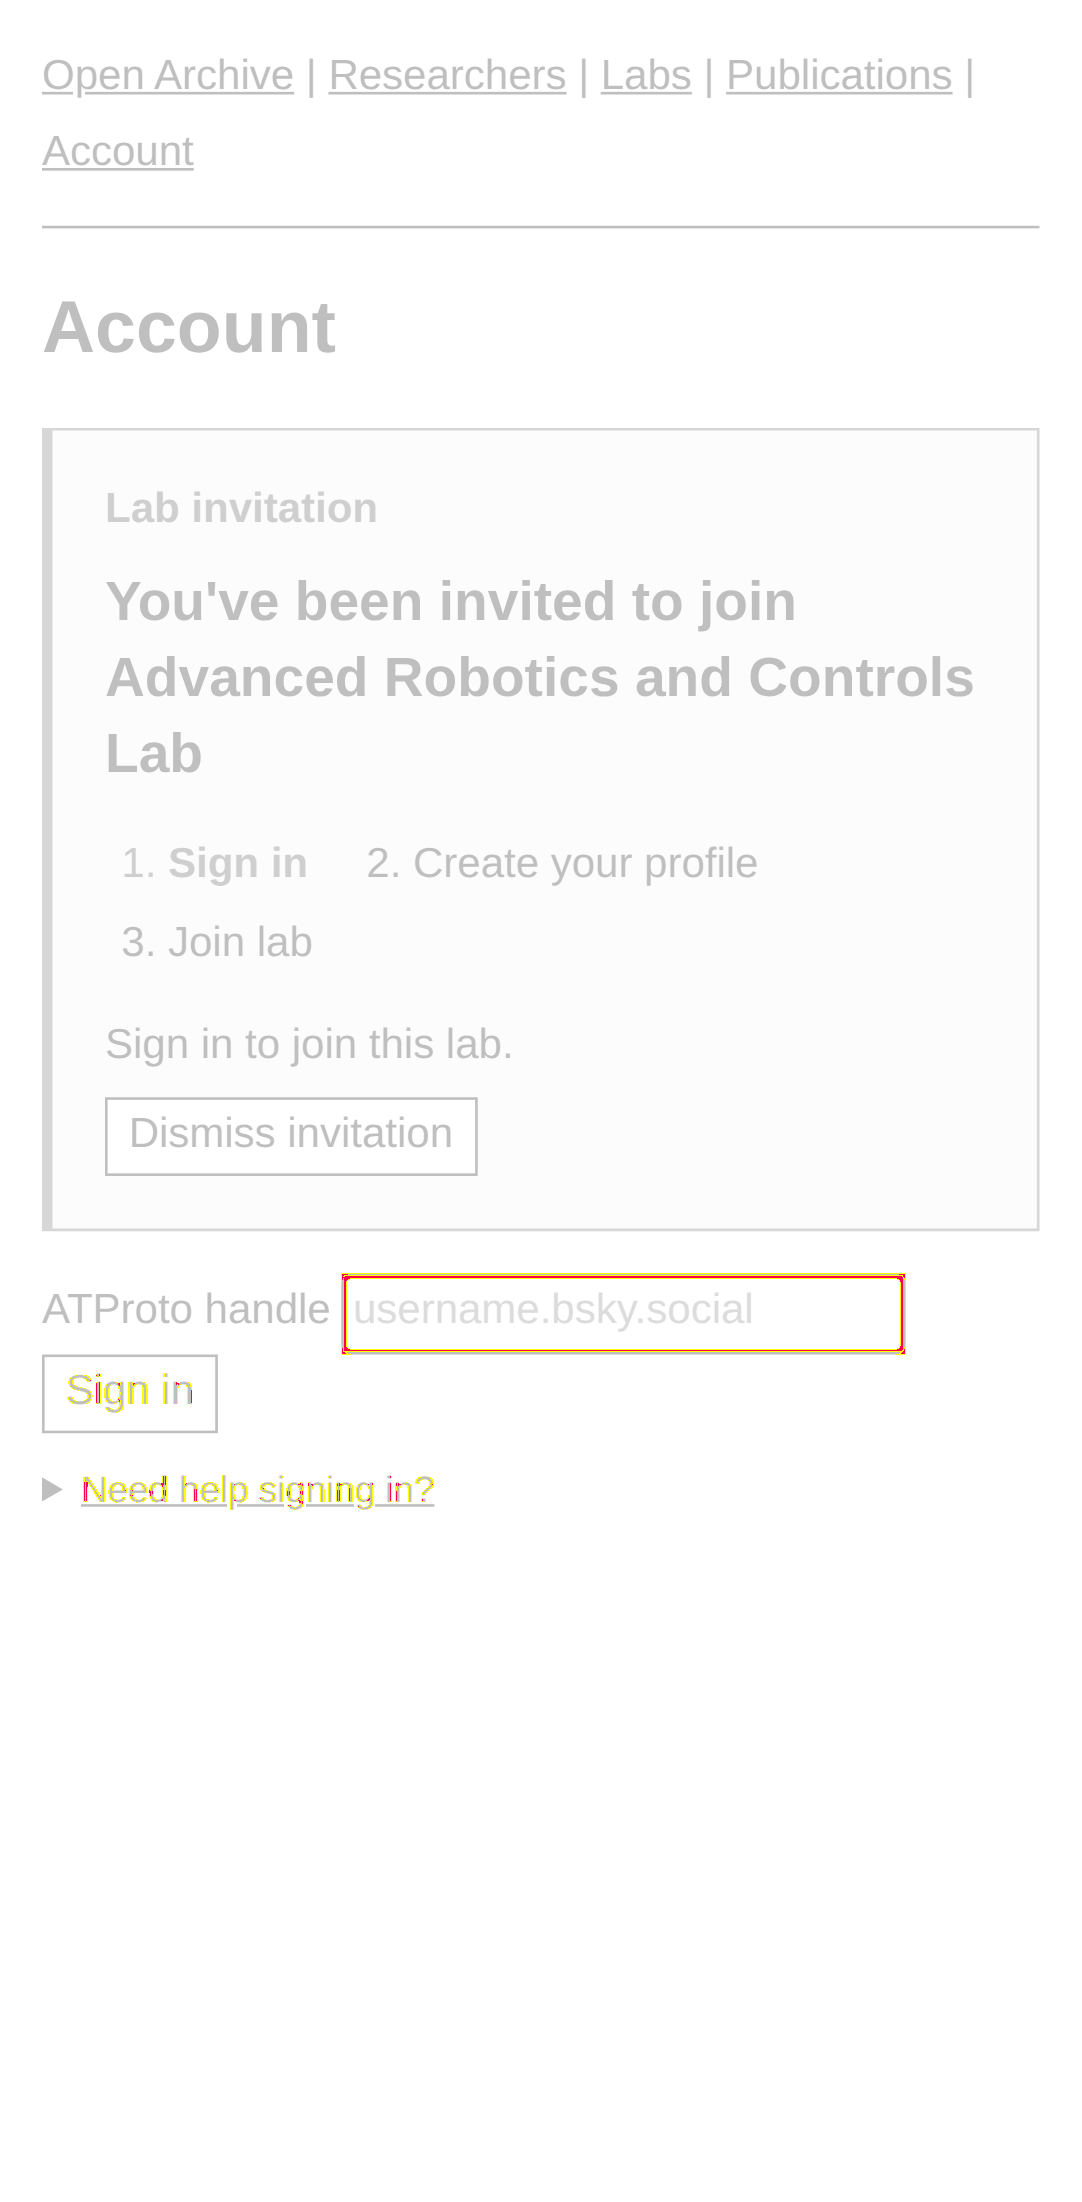 Open Archive | Researchers | Labs | Publications |
Account
Account
Lab invitation
You've been invited to join
Advanced Robotics and Controls
Lab
1. Sign in 2. Create your profile
3. Join lab
Sign in to join this lab.
Dismiss invitation
ATProto handle username.bsky.social
Sign in
Need help signing in?